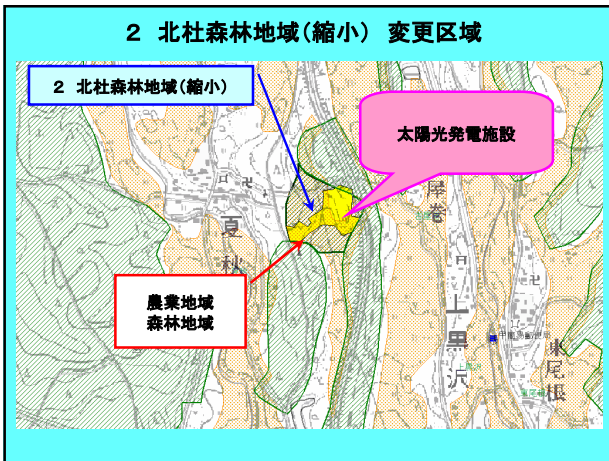 2 北杜森林地域(縮小) 変更区域
2 北杜森林地域(縮小)
太陽光発電施設
農業地域
森林地域
夏
秋
屋
巻
上
黒
沢
東
尾
根